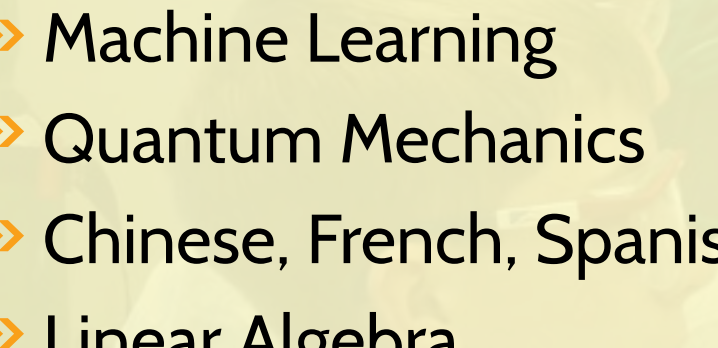 Machine Learning
Quantum Mechanics
Chinese, French, Spanis
Linear Algebra